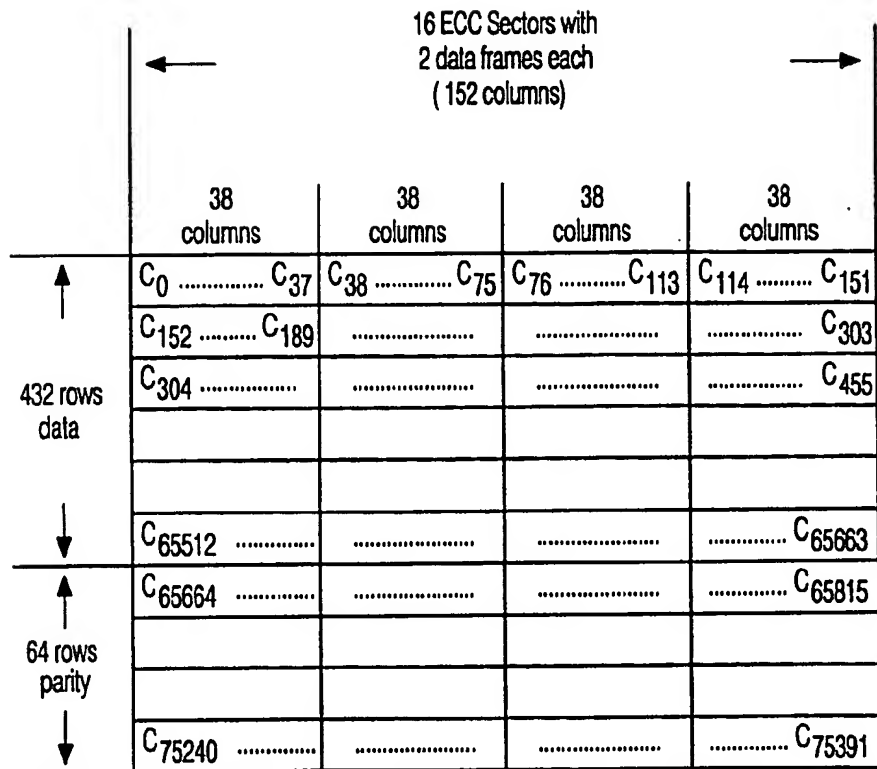 16 ECC Sectors with
2 data frames each
( 152 columns)
38 columns
38 columns
38 columns
38 columns
432 rows
data
C0 .............. C37 C38 ............. C75 C76 ........... C113 C114 .......... C151
C152 ......... C189 .................... .................... ................ C303
C304 ................ .................... .................... ................ C455
C65512 ............. .................... .................... ............. C65663
64 rows
parity
C65664 ............. .................... .................... ............. C65815
C75240 ............. .................... .................... ............. C75391